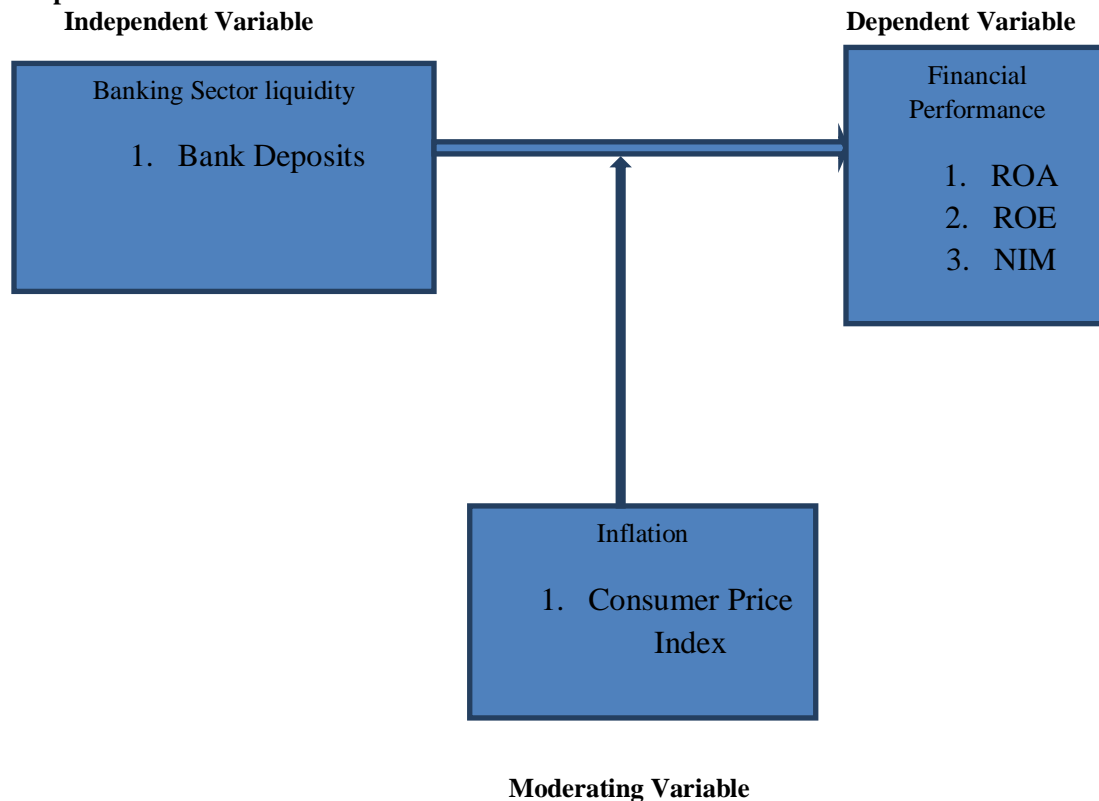 Independent Variable
Dependent Variable
Banking Sector liquidity
1. Bank Deposits
Financial
Performance
1. ROA
2. ROE
3. NIM
Inflation
1. Consumer Price
Index
Moderating Variable